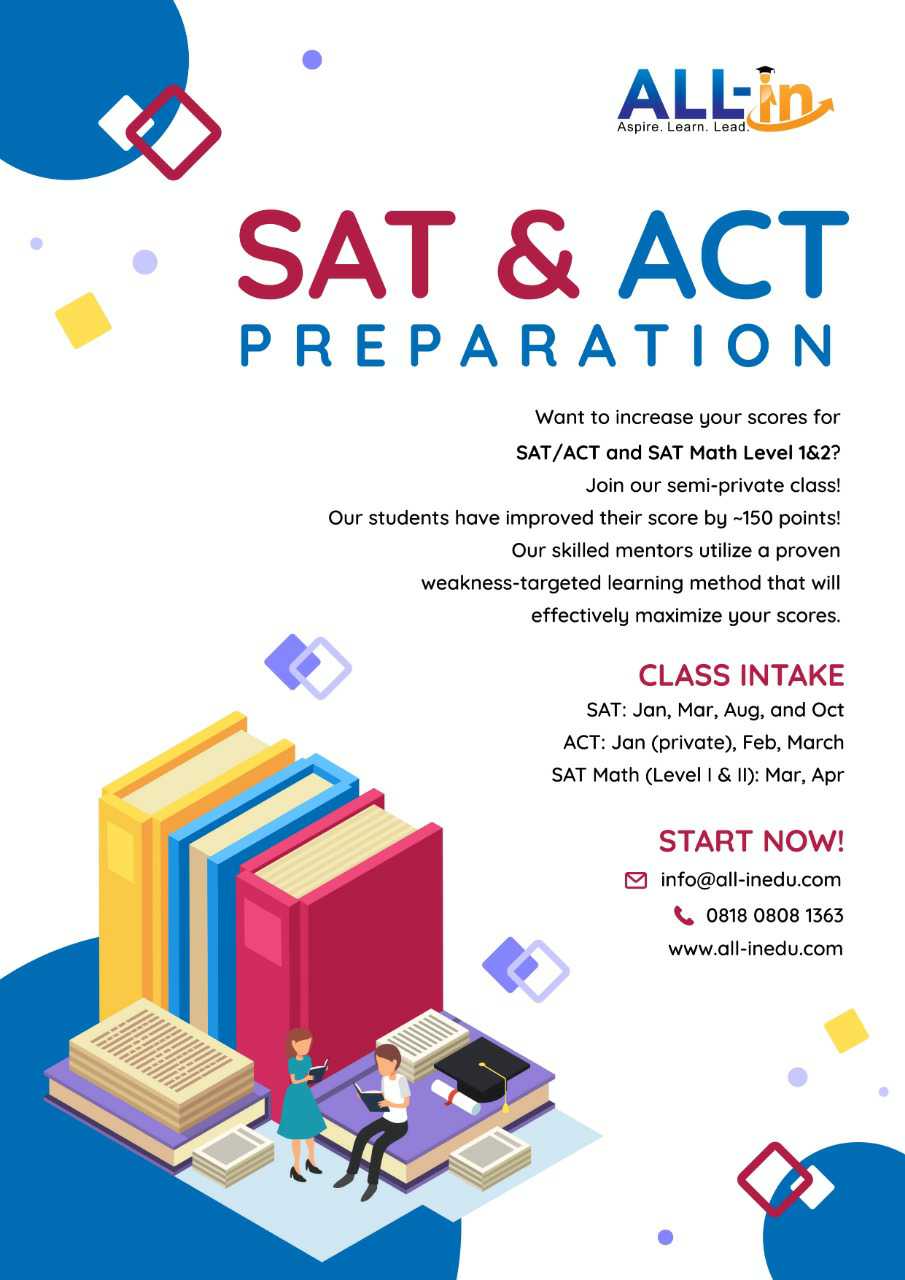 ALL-in
Aspire. Learn. Lead.
SAT & ACT
PREPARATION
Want to increase your scores for
SAT/ACT and SAT Math Level 1&2?
Join our semi-private class!
Our students have improved their score by ~150 points!
Our skilled mentors utilize a proven
weakness-targeted learning method that will
effectively maximize your scores.
CLASS INTAKE
SAT: Jan, Mar, Aug, and Oct
ACT: Jan (private), Feb, March
SAT Math (Level I & II): Mar, Apr
START NOW!
info@all-inedu.com
0818 0808 1363
www.all-inedu.com